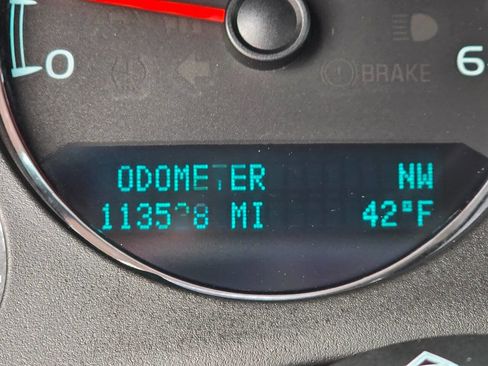 0
BRAKE
6
ODOMETER NW
MI 42°F